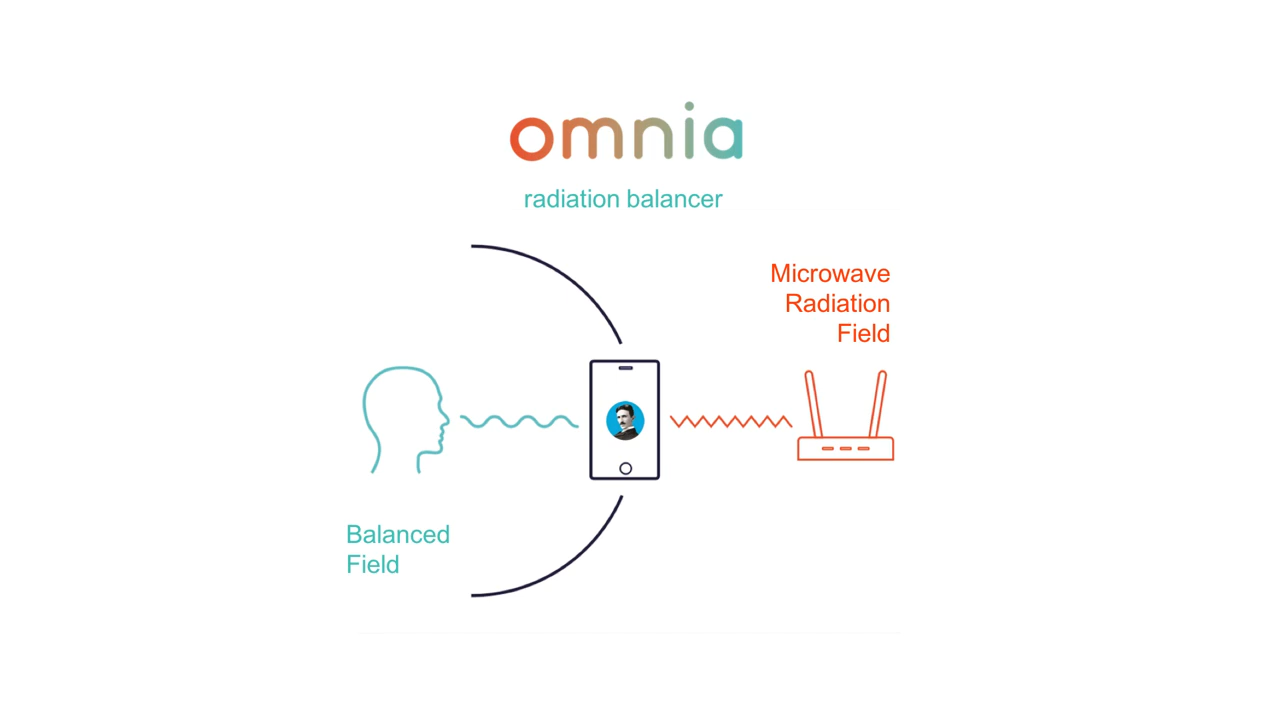 omnia
radiation balancer
Microwave
Radiation
Field
Balanced
Field